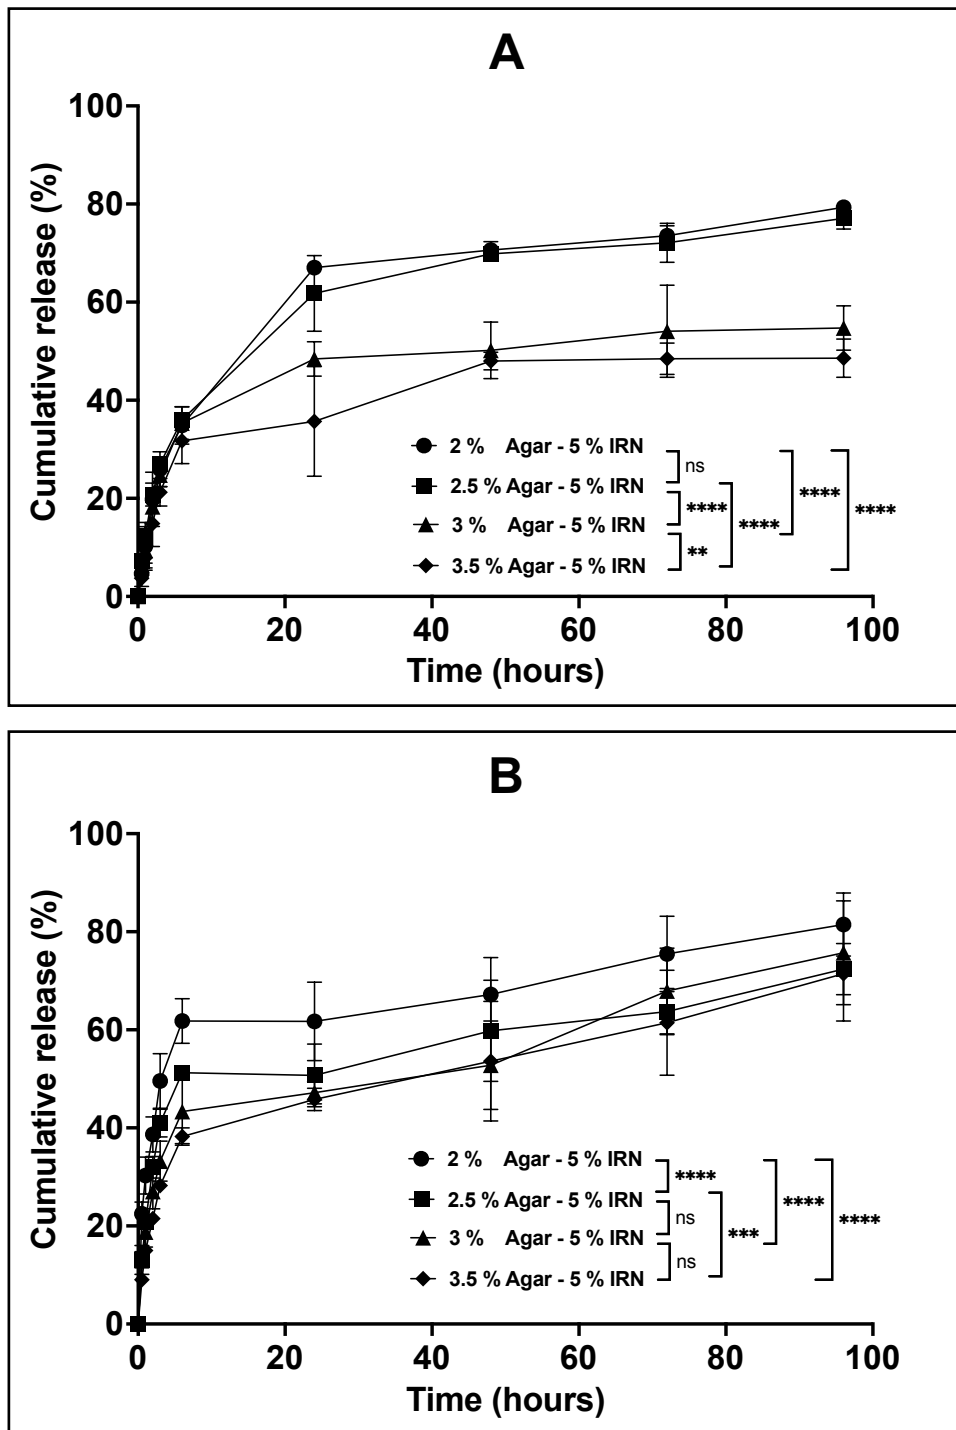 A
Cumulative release (%)
100
80
60
40
20
0
2 % Agar - 5 % IRN
2.5 % Agar - 5 % IRN
3 % Agar - 5 % IRN
3.5 % Agar - 5 % IRN
ns
****
**
****
****
****
0 20 40 60 80 100
Time (hours)
B
Cumulative release (%)
100
80
60
40
20
0
2 % Agar - 5 % IRN
2.5 % Agar - 5 % IRN
3 % Agar - 5 % IRN
3.5 % Agar - 5 % IRN
****
ns
ns
***
****
****
0 20 40 60 80 100
Time (hours)